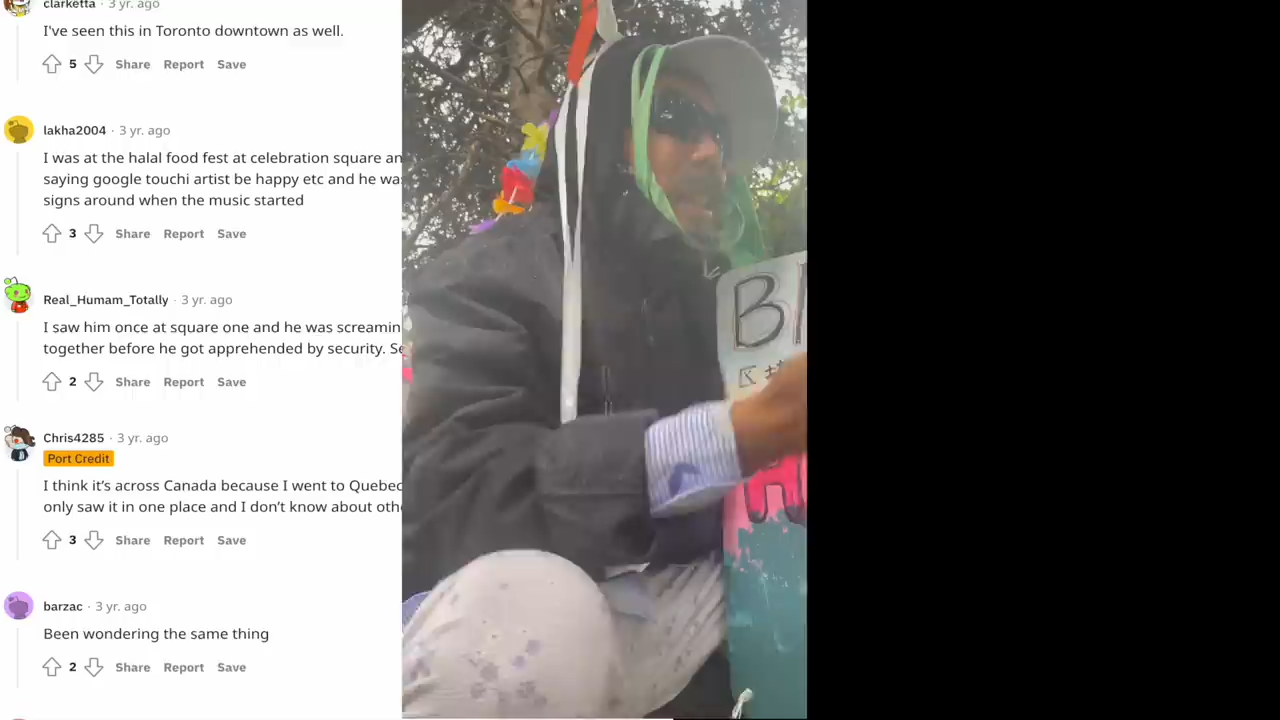 clarketta · 3 yr. ago
I've seen this in Toronto downtown as well.
5 Share Report Save
lakha2004 · 3 yr. ago
I was at the halal food fest at celebration square an
saying google touchi artist be happy etc and he was
signs around when the music started
3 Share Report Save
Real_Humam_Totally · 3 yr. ago
I saw him once at square one and he was screamin
together before he got apprehended by security. Se
2 Share Report Save
Chris4285 · 3 yr. ago
Port Credit
I think it’s across Canada because I went to Quebec
only saw it in one place and I don’t know about othe
3 Share Report Save
barzac · 3 yr. ago
Been wondering the same thing
2 Share Report Save